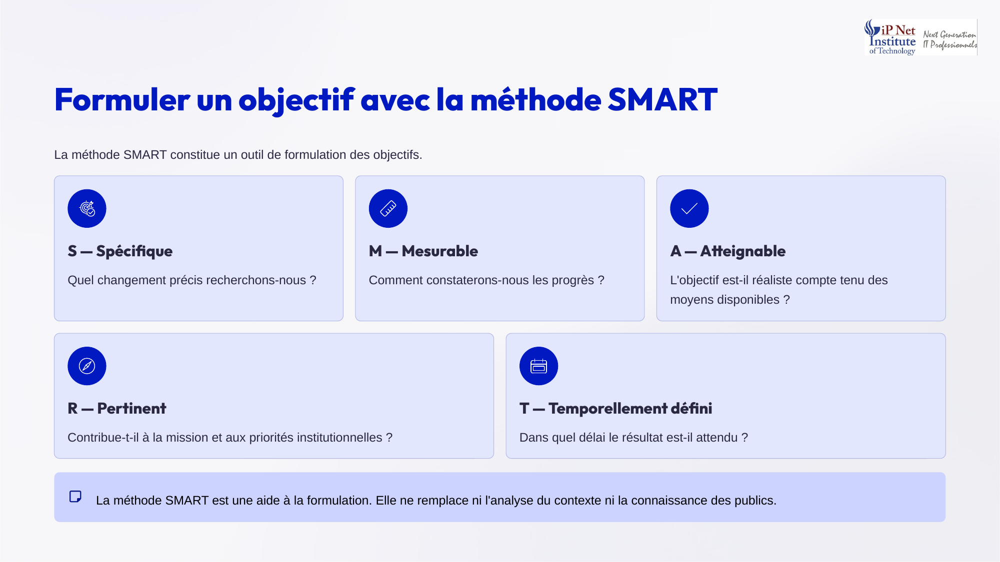 iP Net
Institute
of Technology
Next Generation
IT Professionnels
Formuler un objectif avec la méthode SMART
La méthode SMART constitue un outil de formulation des objectifs.
S — Spécifique
Quel changement précis recherchons-nous ?
M — Mesurable
Comment constaterons-nous les progrès ?
A — Atteignable
L'objectif est-il réaliste compte tenu des
moyens disponibles ?
R — Pertinent
Contribue-t-il à la mission et aux priorités institutionnelles ?
T — Temporellement défini
Dans quel délai le résultat est-il attendu ?
La méthode SMART est une aide à la formulation. Elle ne remplace ni l'analyse du contexte ni la connaissance des publics.